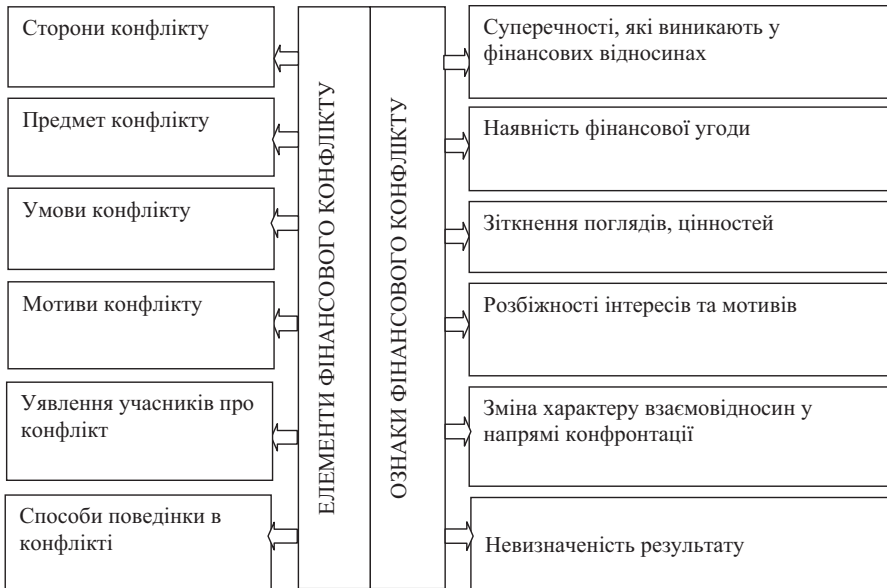 Сторони конфлікту
Предмет конфлікту
Умови конфлікту
Мотиви конфлікту
Уявлення учасників про
конфлікт
Способи поведінки в
конфлікті
ЕЛЕМЕНТИ ФІНАНСОВОГО КОНФЛІКТУ
ОЗНАКИ ФІНАНСОВОГО КОНФЛІКТУ
Суперечності, які виникають у
фінансових відносинах
Наявність фінансової угоди
Зіткнення поглядів, цінностей
Розбіжності інтересів та мотивів
Зміна характеру взаємовідносин у
напрямі конфронтації
Невизначеність результату